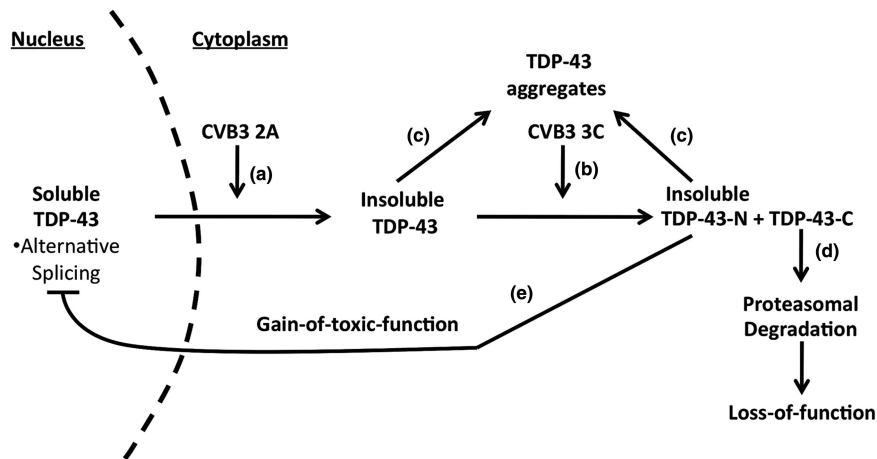 Nucleus
Cytoplasm
TDP-43
aggregates
CVB3 2A
(c)
CVB3 3C
(c)
(a)
(b)
Soluble
TDP-43
•Alternative
Splicing
Insoluble
TDP-43
Insoluble
TDP-43-N + TDP-43-C
(d)
(e)
Gain-of-toxic-function
Proteasomal
Degradation
Loss-of-function